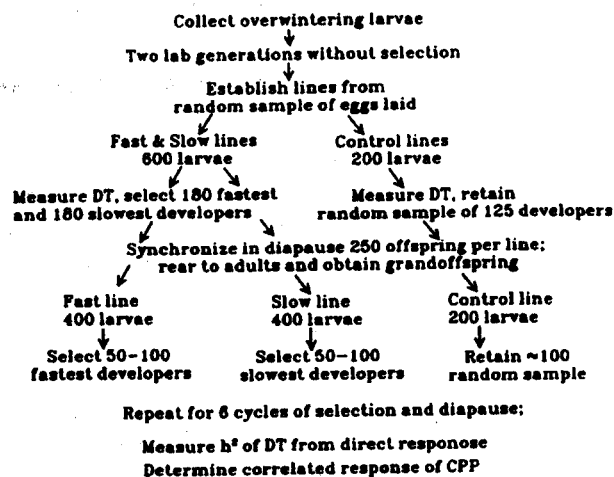 Collect overwintering larvae
Two lab generations without selection
Establish lines from
random sample of eggs laid
Fast & Slow lines
600 larvae
Control lines
200 larvae
Measure DT, select 180 fastest
and 180 slowest developers
Measure DT, retain
random sample of 125 developers
Synchronize in diapause 250 offspring per line;
rear to adults and obtain grandoffspring
Fast line
400 larvae
Slow line
400 larvae
Control line
200 larvae
Select 50-100
fastest developers
Select 50-100
slowest developers
Retain ≈100
random sample
Repeat for 6 cycles of selection and diapause;
Measure h² of DT from direct responose
Determine correlated response of CPP